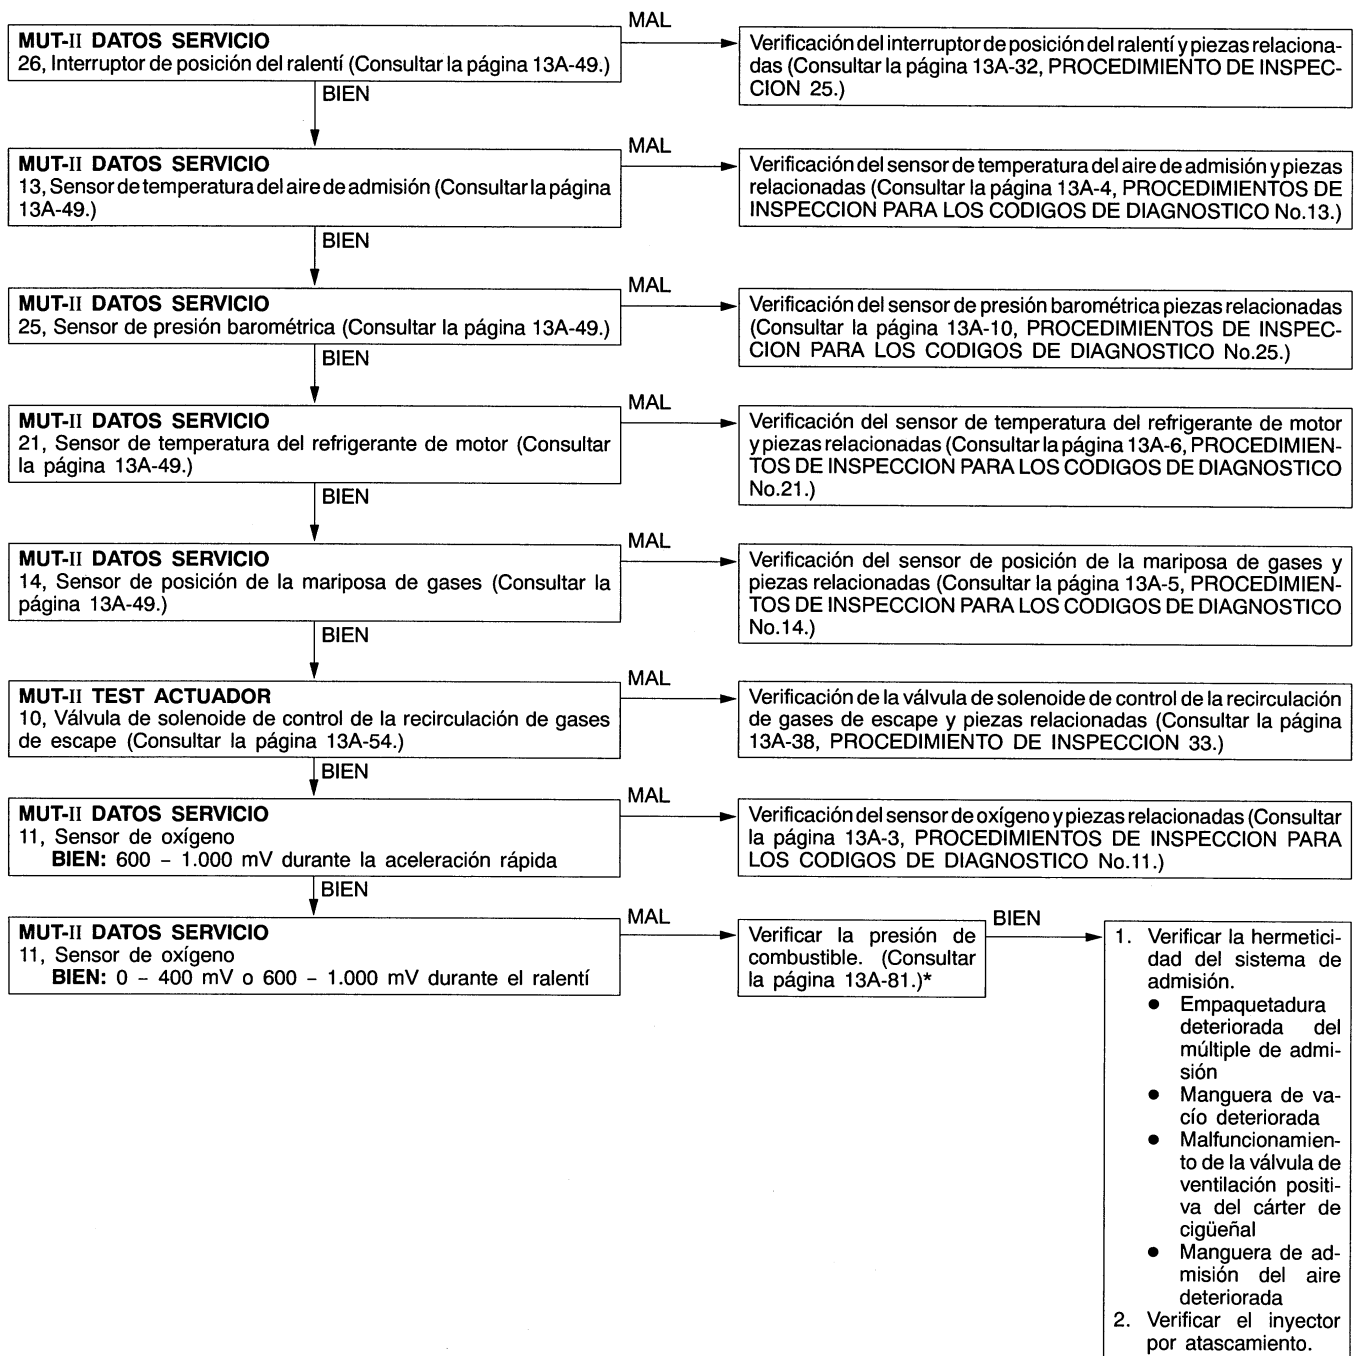 MAL
MUT-II DATOS SERVICIO
26, Interruptor de posición del ralentí (Consultar la página 13A-49.)
Verificación del interruptor de posición del ralentí y piezas relaciona-
das (Consultar la página 13A-32, PROCEDIMIENTO DE INSPEC-
CION 25.)
BIEN
MAL
MUT-II DATOS SERVICIO
13, Sensor de temperatura del aire de admisión (Consultar la página
13A-49.)
Verificación del sensor de temperatura del aire de admisión y piezas
relacionadas (Consultar la página 13A-4, PROCEDIMIENTOS DE
INSPECCION PARA LOS CODIGOS DE DIAGNOSTICO No.13.)
BIEN
MAL
MUT-II DATOS SERVICIO
25, Sensor de presión barométrica (Consultar la página 13A-49.)
Verificación del sensor de presión barométrica piezas relacionadas
(Consultar la página 13A-10, PROCEDIMIENTOS DE INSPEC-
CION PARA LOS CODIGOS DE DIAGNOSTICO No.25.)
BIEN
MAL
MUT-II DATOS SERVICIO
21, Sensor de temperatura del refrigerante de motor (Consultar
la página 13A-49.)
Verificación del sensor de temperatura del refrigerante de motor
y piezas relacionadas (Consultar la página 13A-6, PROCEDIMIEN-
TOS DE INSPECCION PARA LOS CODIGOS DE DIAGNOSTICO
No.21.)
BIEN
MAL
MUT-II DATOS SERVICIO
14, Sensor de posición de la mariposa de gases (Consultar la
página 13A-49.)
Verificación del sensor de posición de la mariposa de gases y
piezas relacionadas (Consultar la página 13A-5, PROCEDIMIEN-
TOS DE INSPECCION PARA LOS CODIGOS DE DIAGNOSTICO
No.14.)
BIEN
MAL
MUT-II TEST ACTUADOR
10, Válvula de solenoide de control de la recirculación de gases
de escape (Consultar la página 13A-54.)
Verificación de la válvula de solenoide de control de la recirculación
de gases de escape y piezas relacionadas (Consultar la página
13A-38, PROCEDIMIENTO DE INSPECCION 33.)
BIEN
MAL
MUT-II DATOS SERVICIO
11, Sensor de oxígeno
BIEN: 600 – 1.000 mV durante la aceleración rápida
Verificación del sensor de oxígeno y piezas relacionadas (Consultar
la página 13A-3, PROCEDIMIENTOS DE INSPECCION PARA
LOS CODIGOS DE DIAGNOSTICO No.11.)
BIEN
MAL
MUT-II DATOS SERVICIO
11, Sensor de oxígeno
BIEN: 0 – 400 mV o 600 – 1.000 mV durante el ralentí
Verificar la presión de
combustible. (Consultar
la página 13A-81.)*
BIEN
1. Verificar la hermetici-
dad del sistema de
admisión.
● Empaquetadura
deteriorada del
múltiple de admi-
sión
● Manguera de va-
cío deteriorada
● Malfuncionamien-
to de la válvula de
ventilación positi-
va del cárter de
cigüeñal
● Manguera de ad-
misión del aire
deteriorada
2. Verificar el inyector
por atascamiento.